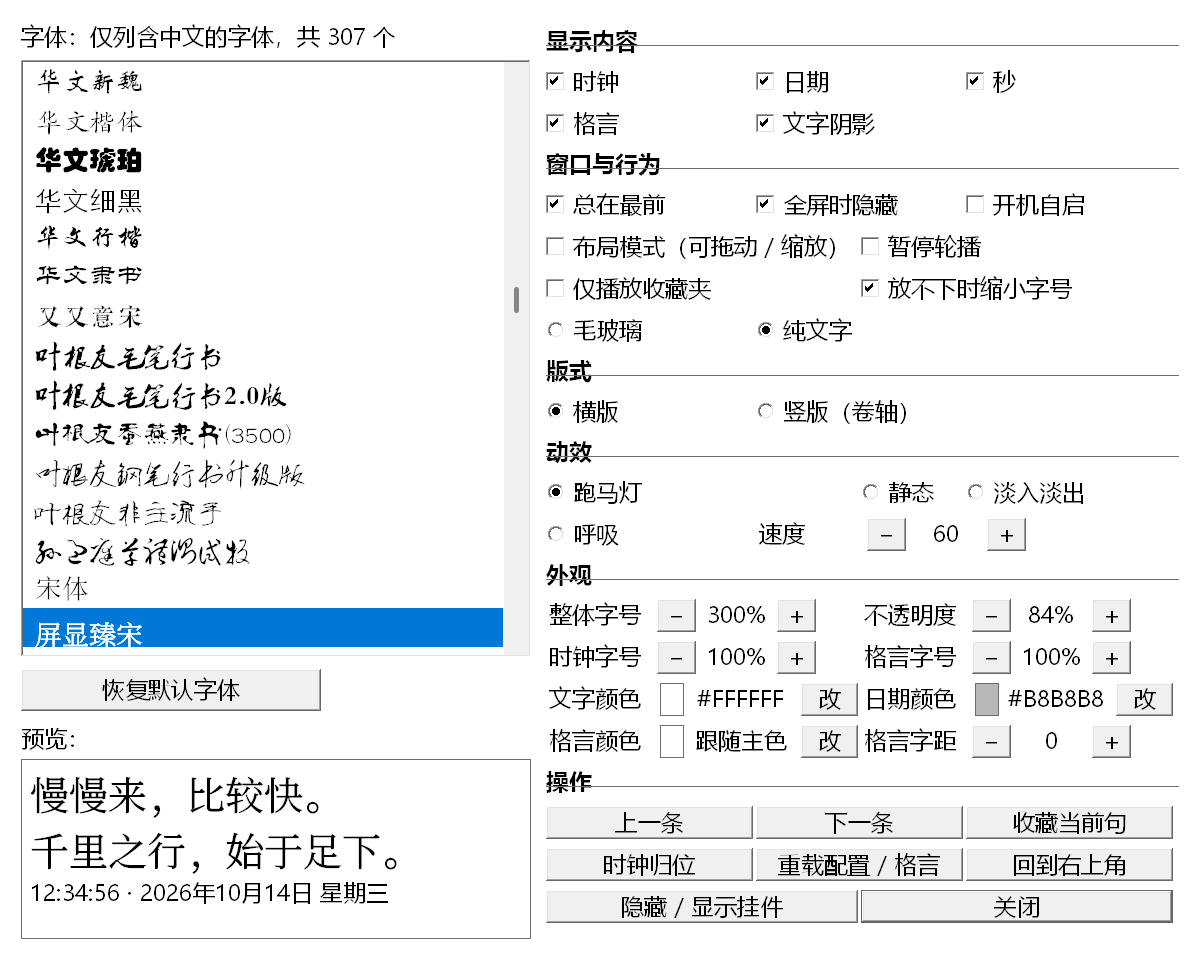 字体：仅列含中文的字体，共 307 个
华文新魏
华文楷体
华文琥珀
华文细黑
华文行楷
华文隶书
又又意宋
叶根友毛笔行书
叶根友毛笔行书2.0版
叶根友蚕燕隶书(3500)
叶根友钢笔行书升级版
叶根友非主流手
宋体
屏显臻宋
恢复默认字体
预览：
慢慢来，比较快。
千里之行，始于足下。
12:34:56 · 2026年10月14日 星期三
显示内容
时钟 日期 秒
格言 文字阴影
窗口与行为
总在最前 全屏时隐藏 开机自启
布局模式（可拖动 / 缩放） 暂停轮播
仅播放收藏夹 放不下时缩小字号
毛玻璃 纯文字
版式
横版 竖版（卷轴）
动效
跑马灯 静态 淡入淡出
呼吸 速度 − 60 +
外观
整体字号 − 300% + 不透明度 − 84% +
时钟字号 − 100% + 格言字号 − 100% +
文字颜色 #FFFFFF 改 日期颜色 #B8B8B8 改
格言颜色 跟随主色 改 格言字距 − 0 +
操作
上一条 下一条 收藏当前句
时钟归位 重载配置 / 格言 回到右上角
隐藏 / 显示挂件 关闭